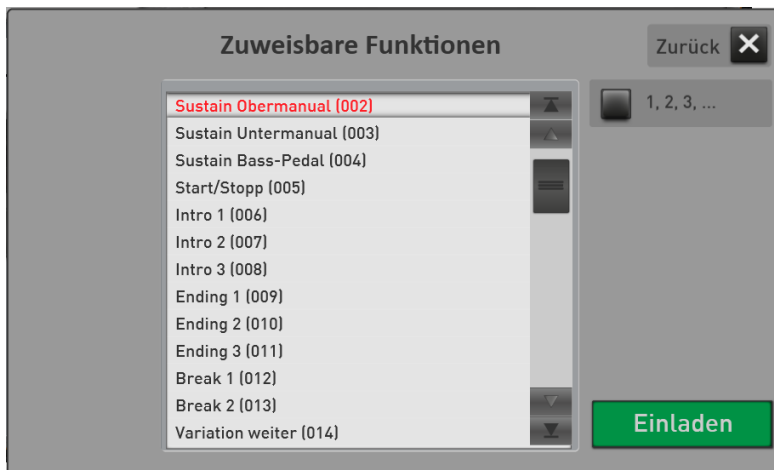 Zuweisbare Funktionen
Zurück
1, 2, 3, ...
Sustain Obermanual (002)
Sustain Untermanual (003)
Sustain Bass-Pedal (004)
Start/Stopp (005)
Intro 1 (006)
Intro 2 (007)
Intro 3 (008)
Ending 1 (009)
Ending 2 (010)
Ending 3 (011)
Break 1 (012)
Break 2 (013)
Variation weiter (014)
Einladen